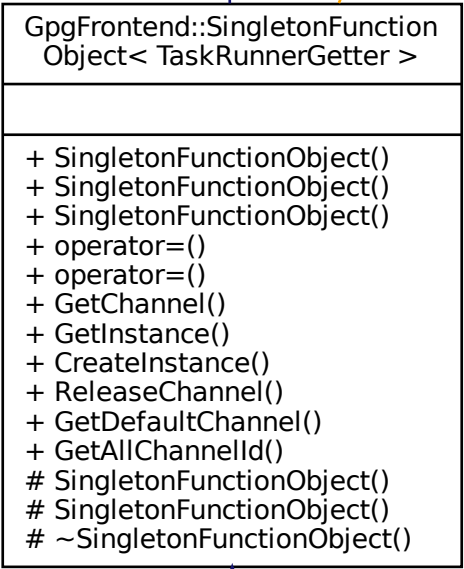 GpgFrontend::SingletonFunction
Object< TaskRunnerGetter >
+ SingletonFunctionObject()
+ SingletonFunctionObject()
+ SingletonFunctionObject()
+ operator=()
+ operator=()
+ GetChannel()
+ GetInstance()
+ CreateInstance()
+ ReleaseChannel()
+ GetDefaultChannel()
+ GetAllChannelId()
# SingletonFunctionObject()
# SingletonFunctionObject()
# ~SingletonFunctionObject()